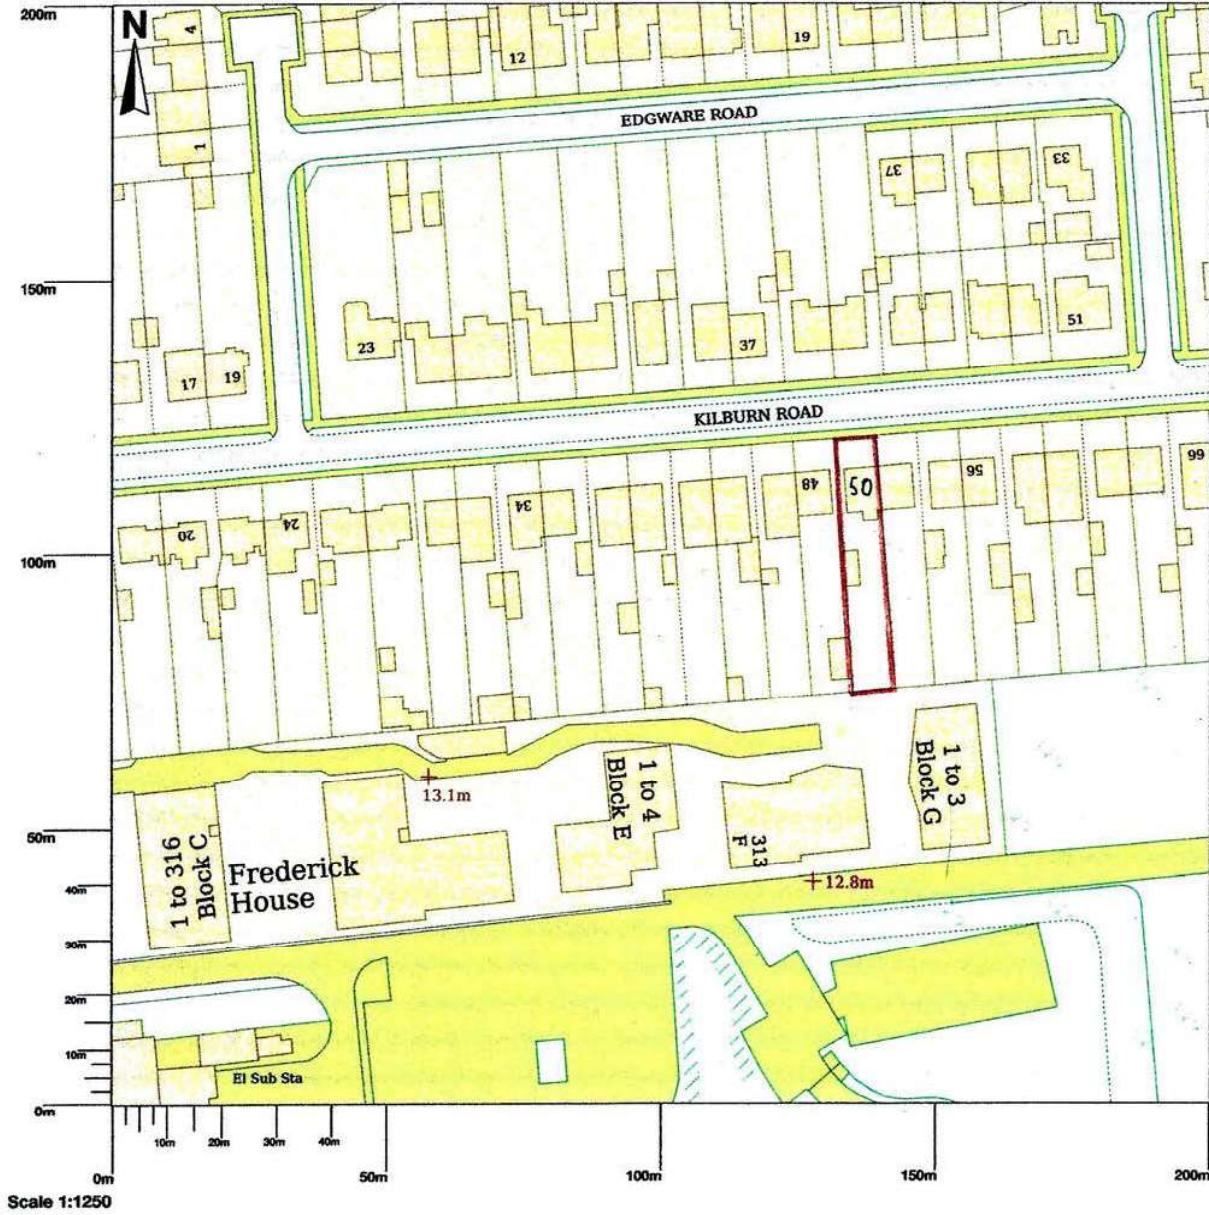 200m
N
4
12
19
EDGWARE ROAD
1
37
33
150m
23
37
51
17
19
KILBURN ROAD
48
50
56
66
34
24
20
100m
1 to 3
Block G
1 to 4
Block E
13.1m
50m
1 to 316
Block C
Frederick
House
313
F
12.8m
40m
30m
20m
10m
El Sub Sta
0m
10m
20m
30m
40m
0m
50m
100m
150m
200m
Scale 1:1250